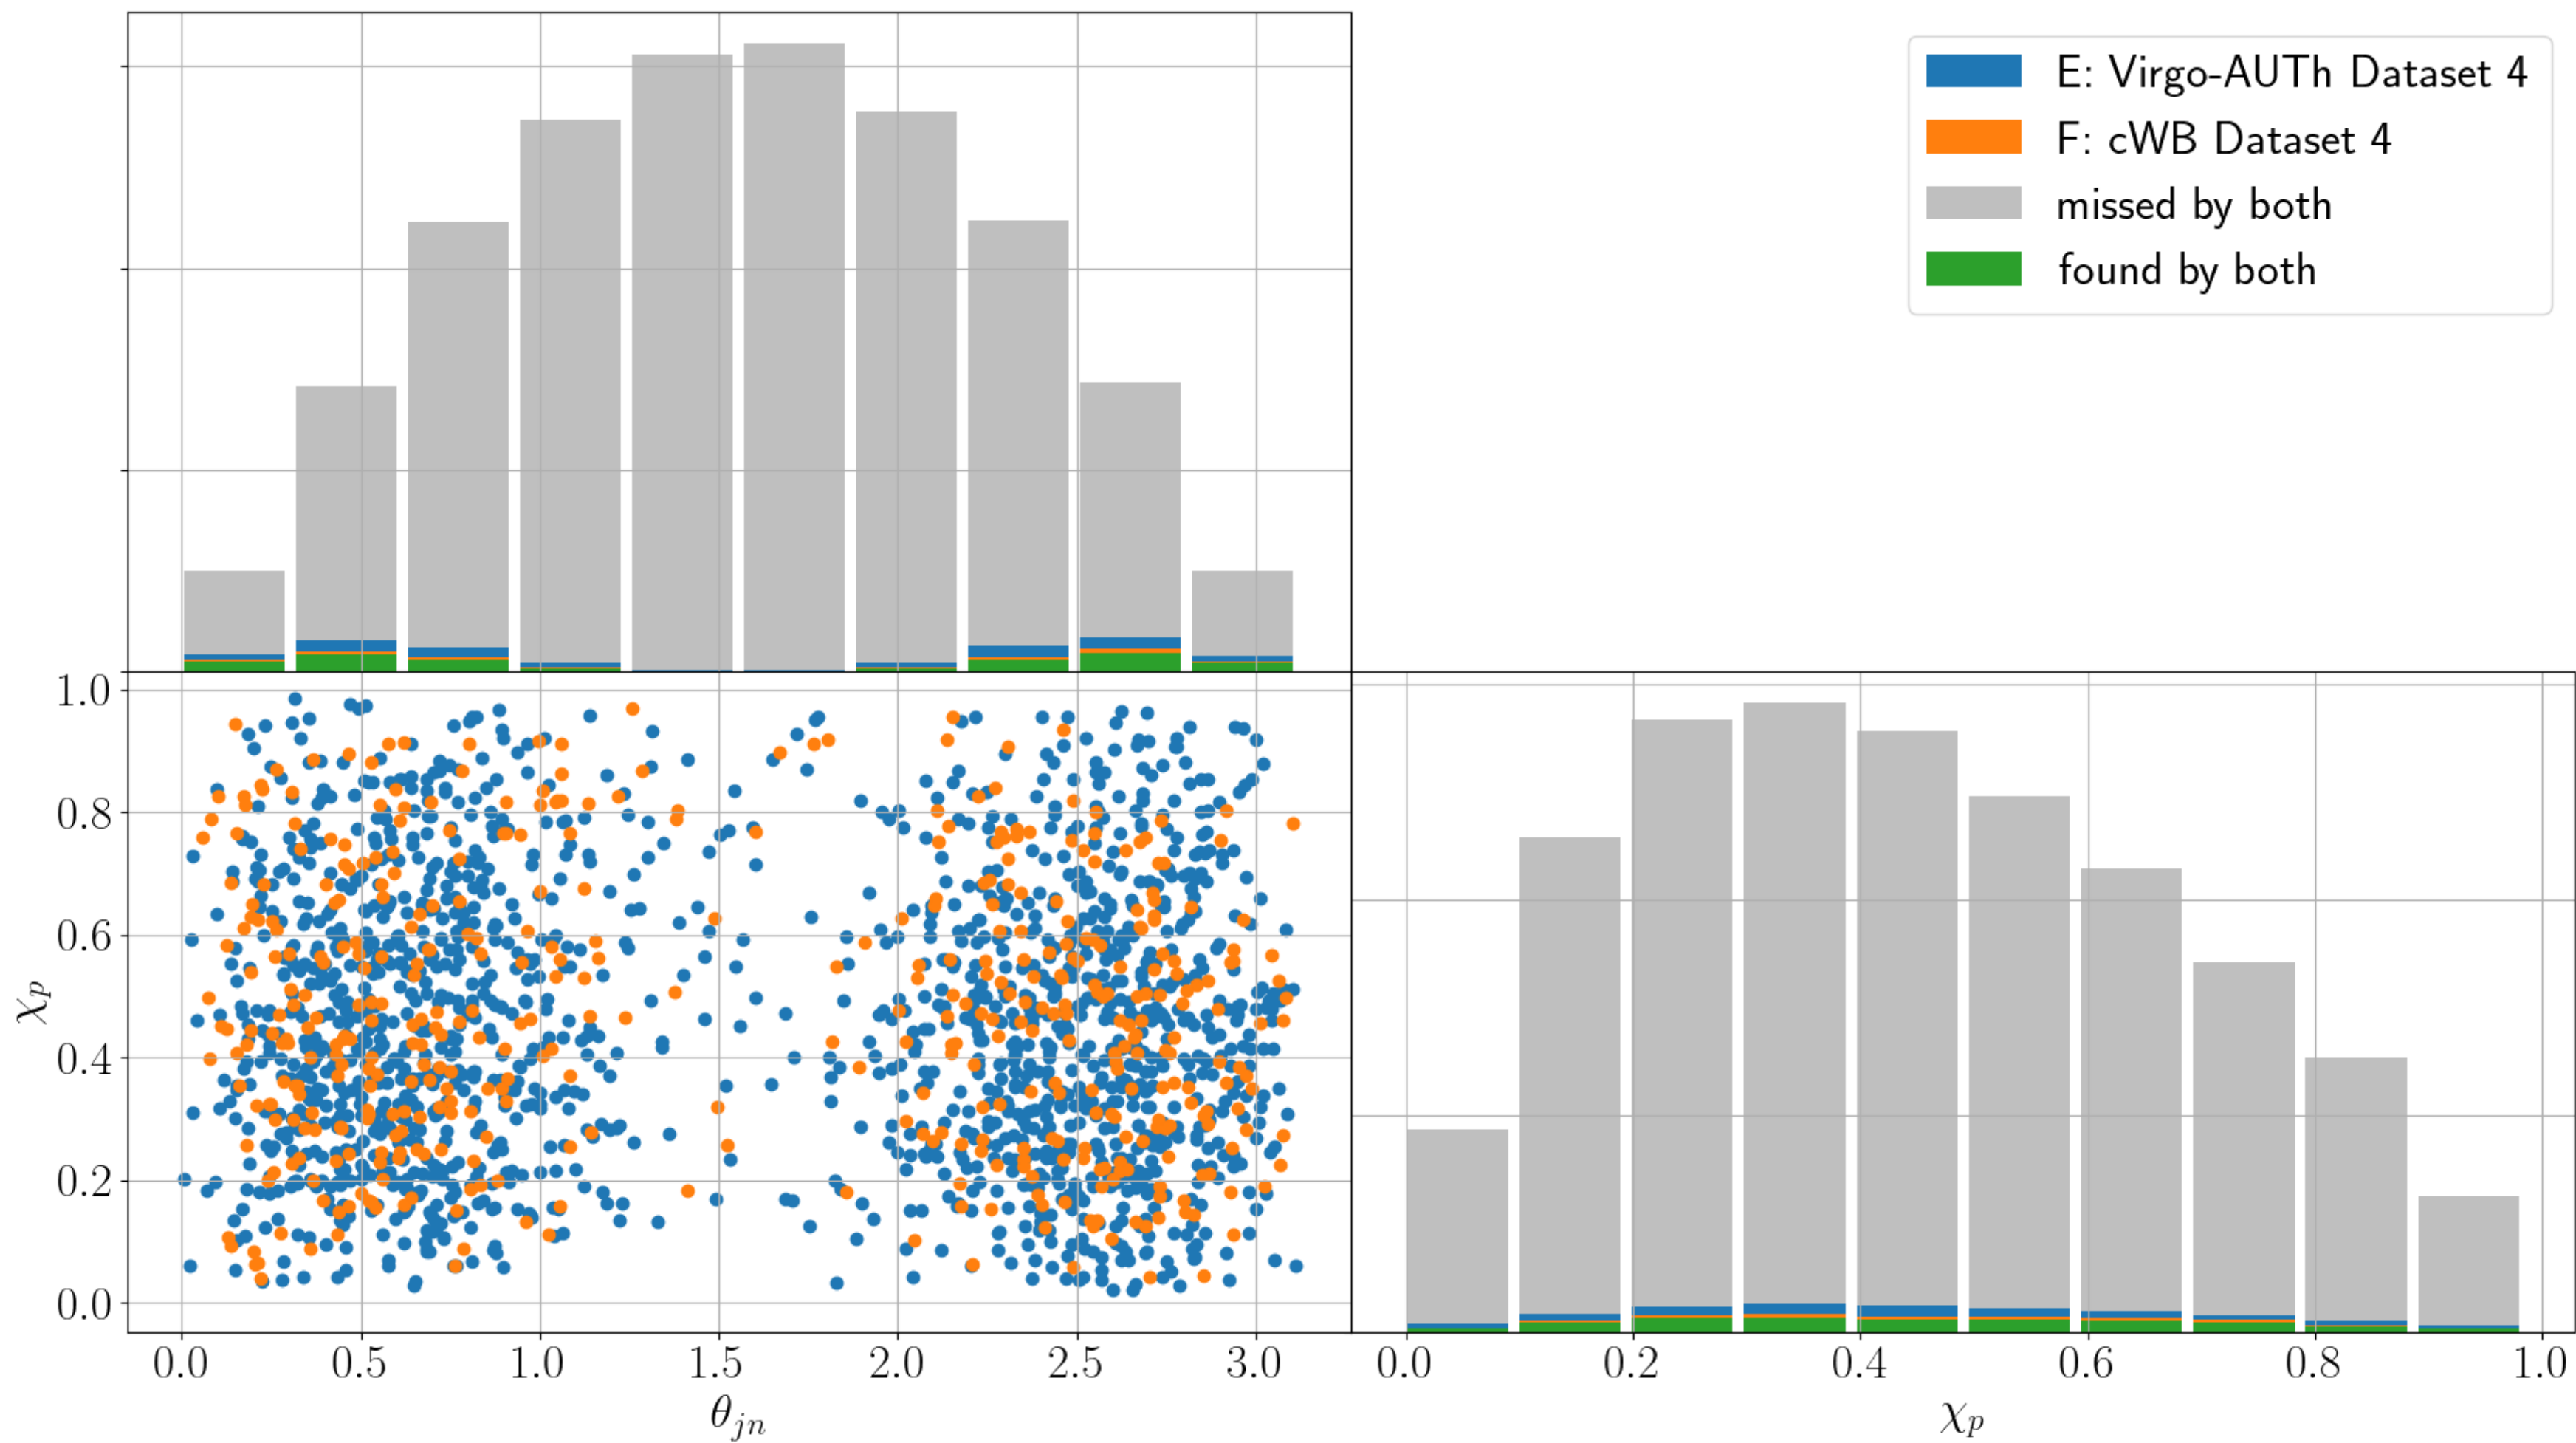 E: Virgo-AUTh Dataset 4
F: cWB Dataset 4
missed by both
found by both
1.0
0.8
0.6
0.4
0.2
0.0
χp
0.0 0.5 1.0 1.5 2.0 2.5 3.0
θjn
0.0 0.2 0.4 0.6 0.8 1.0
χp